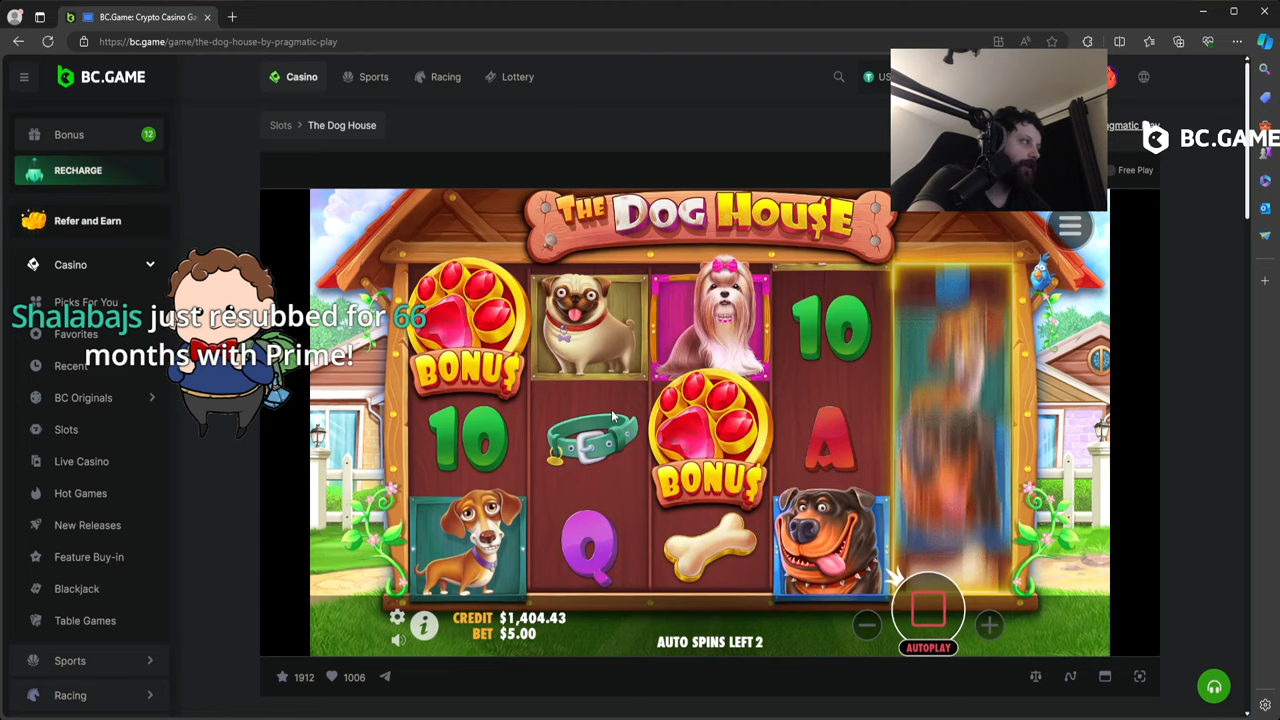 BC.Game: Crypto Casino Ga
https://bc.game/game/the-dog-house-by-pragmatic-play
BC.GAME
Casino
Sports
Racing
Lottery
US
Bonus
12
Slots > The Dog House
BC.GAME
RECHARGE
Free Play
Refer and Earn
THE DOG HOU$E
Casino
Picks For You
Shalabajs just resubbed for 66
months with Prime!
Favorites
Recent
BC Originals
Slots
Live Casino
Hot Games
New Releases
Feature Buy-in
Blackjack
Table Games
Sports
Racing
BONU$
10
10
BONU$
A
Q
CREDIT $1,404.43
BET $5.00
AUTO SPINS LEFT 2
AUTOPLAY
1912
1006